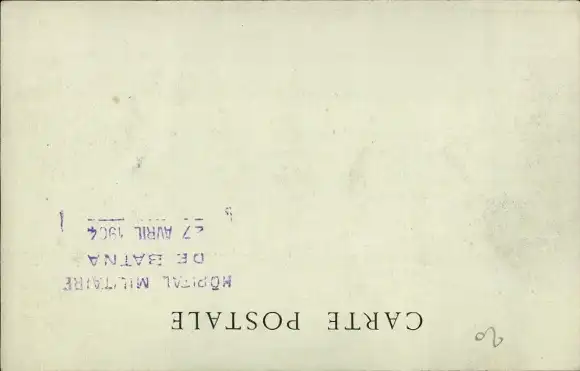 CARTE POSTALE
HÔPITAL MILITAIRE
DE BATNA
27 AVRIL 1904